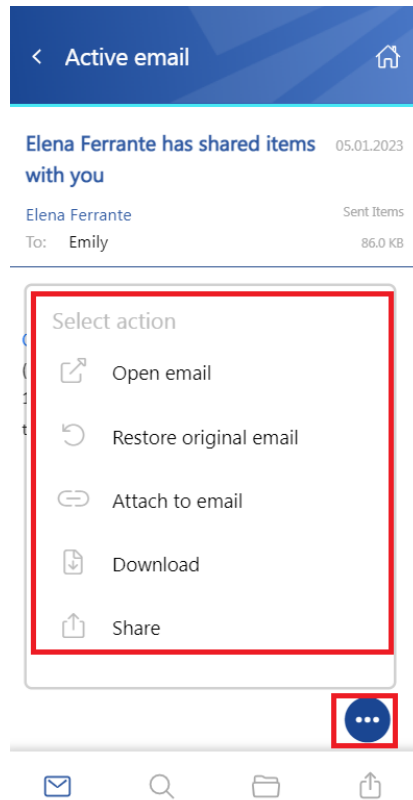 Active email
Elena Ferrante has shared items 05.01.2023
with you
Elena Ferrante Sent Items
To: Emily 86.0 KB
Select action
Open email
Restore original email
Attach to email
Download
Share